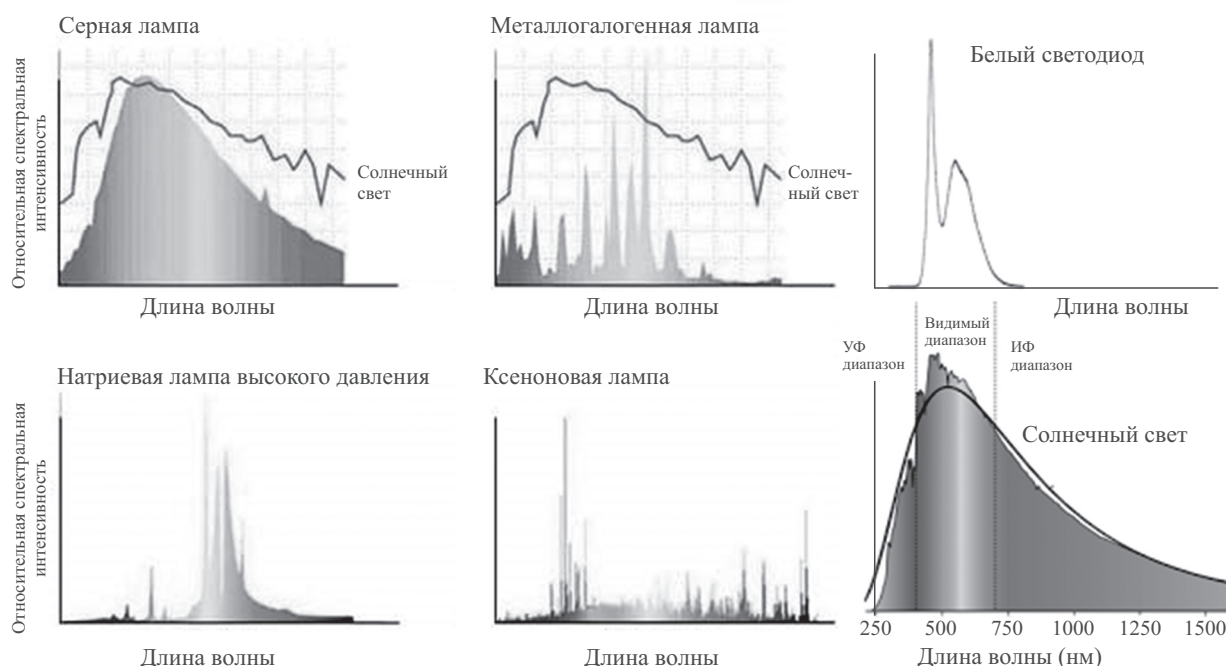 Серная лампа
Относительная спектральная
интенсивность
Солнечный
свет
Длина волны
Металлогалогенная лампа
Солнеч-
ный свет
Длина волны
Белый светодиод
Длина волны
Натриевая лампа высокого давления
Относительная спектральная
интенсивность
Длина волны
Ксеноновая лампа
Длина волны
УФ
диапазон
Видимый
диапазон
ИФ
диапазон
Солнечный свет
250 500 750 1000 1250 1500
Длина волны (нм)